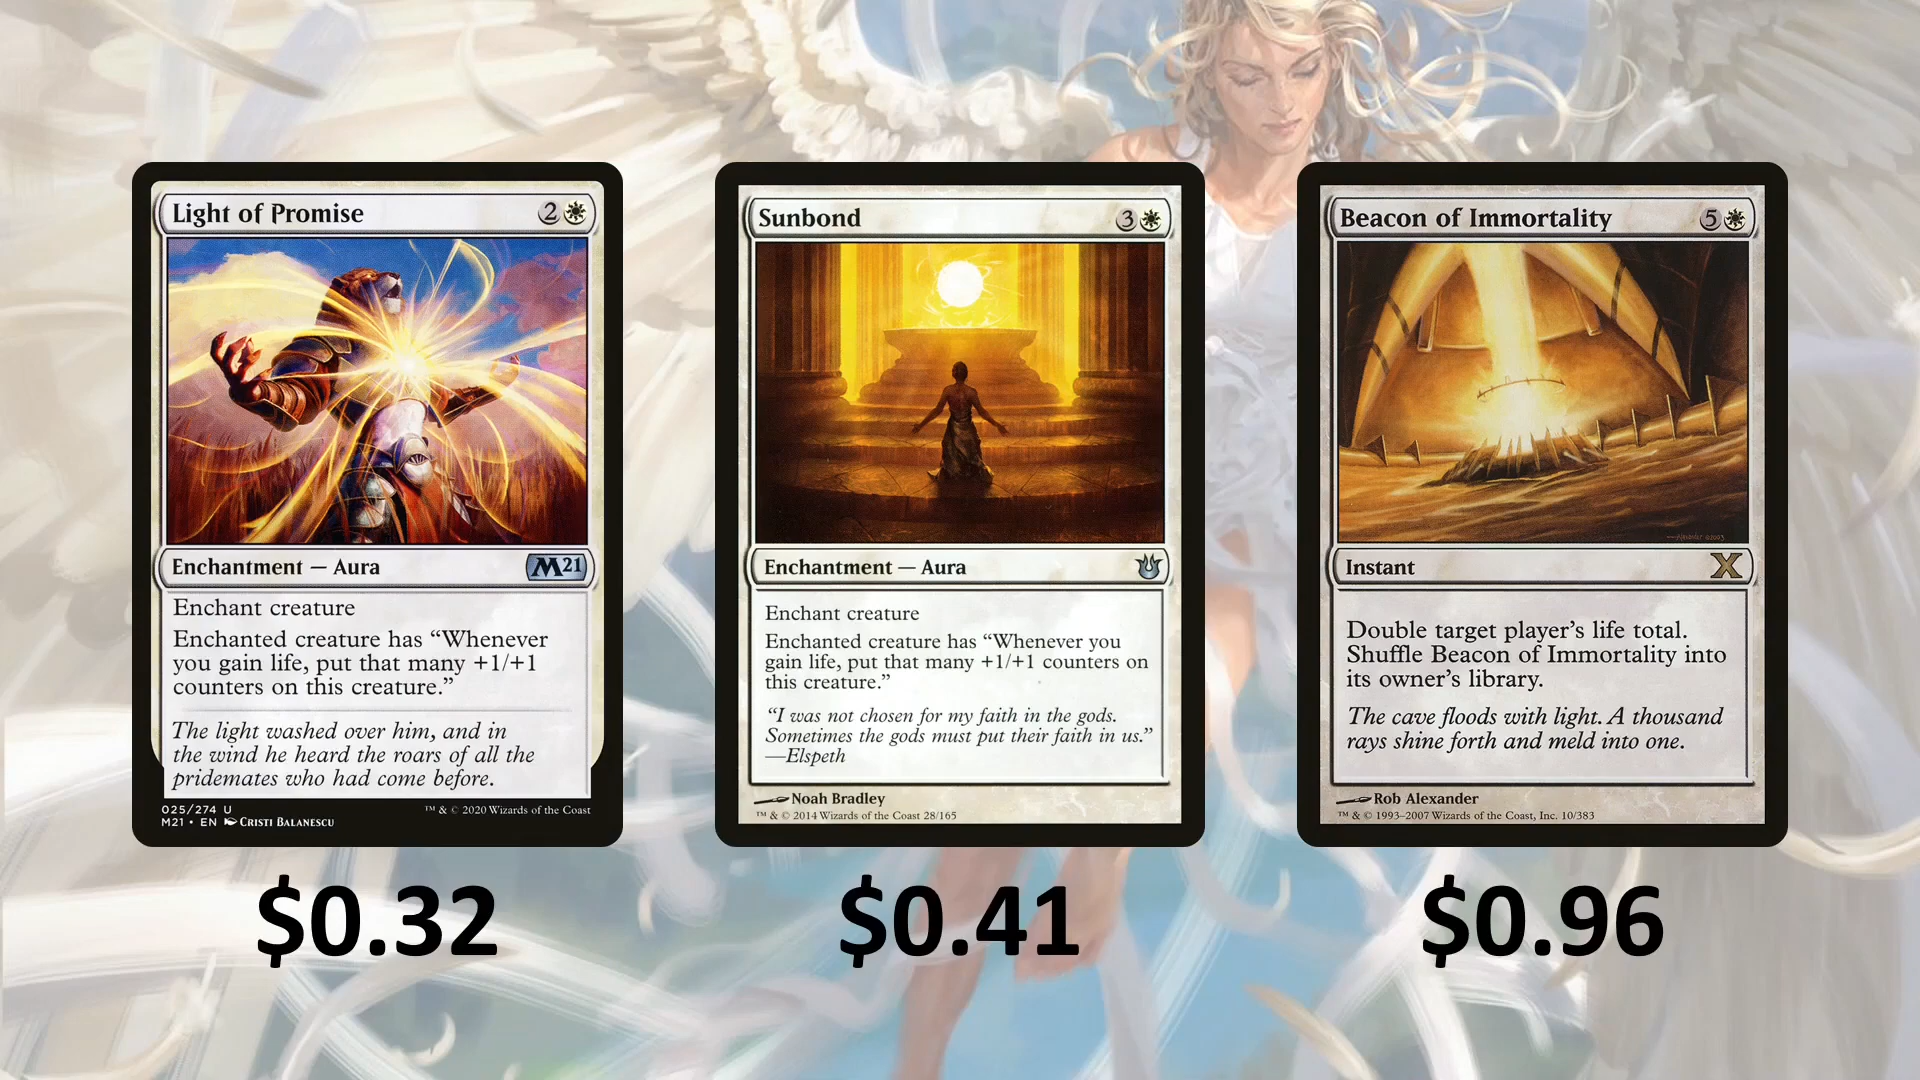 Light of Promise 2
Enchantment — Aura M21
Enchant creature
Enchanted creature has “Whenever
you gain life, put that many +1/+1
counters on this creature.”
The light washed over him, and in
the wind he heard the roars of all the
pridemates who had come before.
025/274 U
M21 • EN CRISTI BALANESCU
™ & © 2020 Wizards of the Coast
$0.32
Sunbond 3
Enchantment — Aura
Enchant creature
Enchanted creature has “Whenever you
gain life, put that many +1/+1 counters on
this creature.”
“I was not chosen for my faith in the gods.
Sometimes the gods must put their faith in us.”
—Elspeth
Noah Bradley
™ & © 2014 Wizards of the Coast 28/165
$0.41
Beacon of Immortality 5
Instant X
Double target player’s life total.
Shuffle Beacon of Immortality into
its owner’s library.
The cave floods with light. A thousand
rays shine forth and meld into one.
Rob Alexander
™ & © 1993–2007 Wizards of the Coast, Inc. 10/383
$0.96